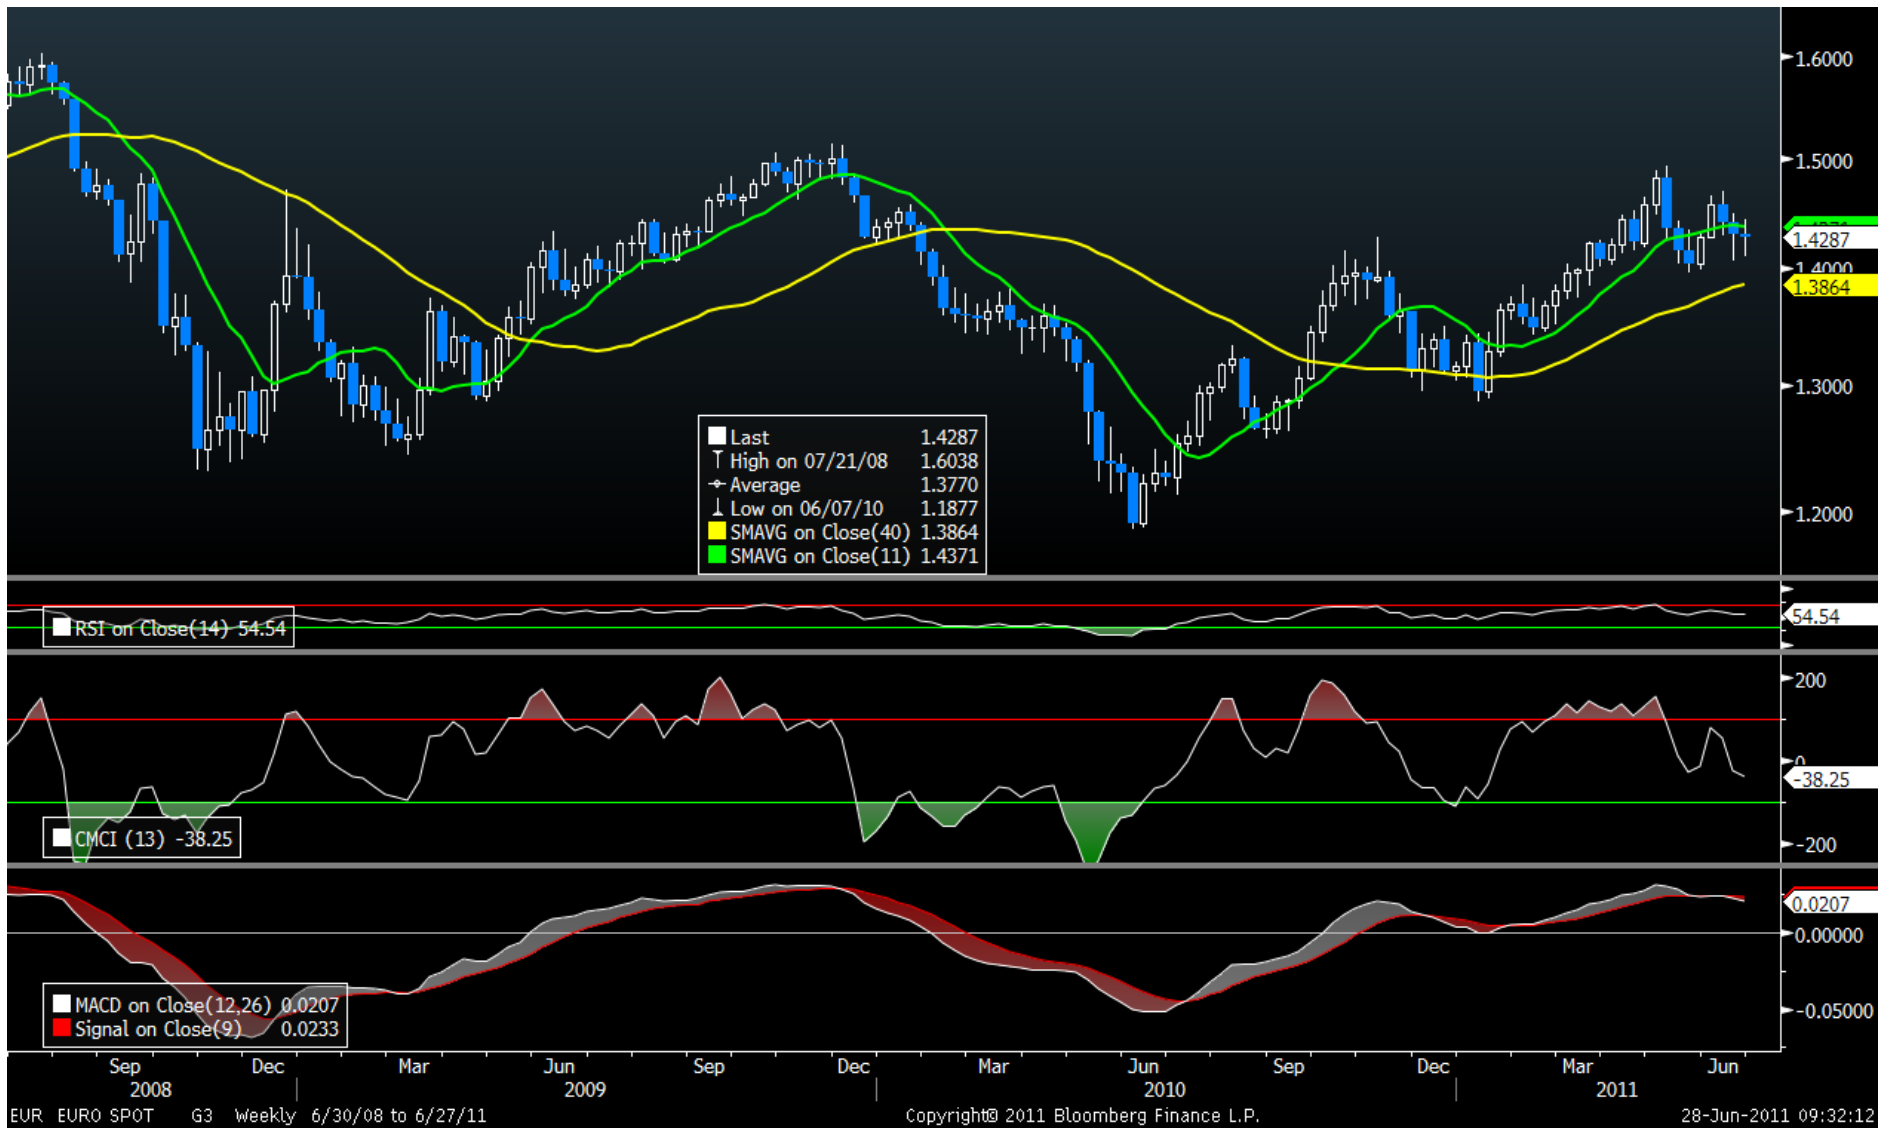 1.6000
1.5000
1.4287
1.4000
1.3864
1.3000
1.2000
Last 1.4287
High on 07/21/08 1.6038
Average 1.3770
Low on 06/07/10 1.1877
SMAVG on Close(40) 1.3864
SMAVG on Close(11) 1.4371
RSI on Close(14) 54.54
54.54
200
0
-38.25
-200
CMCI (13) -38.25
0.0207
0.00000
-0.05000
MACD on Close(12,26) 0.0207
Signal on Close(9) 0.0233
Sep Dec Mar Jun Sep Dec Mar Jun Sep Dec Mar Jun
2008 2009 2010 2011
EUR EURO SPOT G3 Weekly 6/30/08 to 6/27/11 Copyright© 2011 Bloomberg Finance L.P. 28-Jun-2011 09:32:12